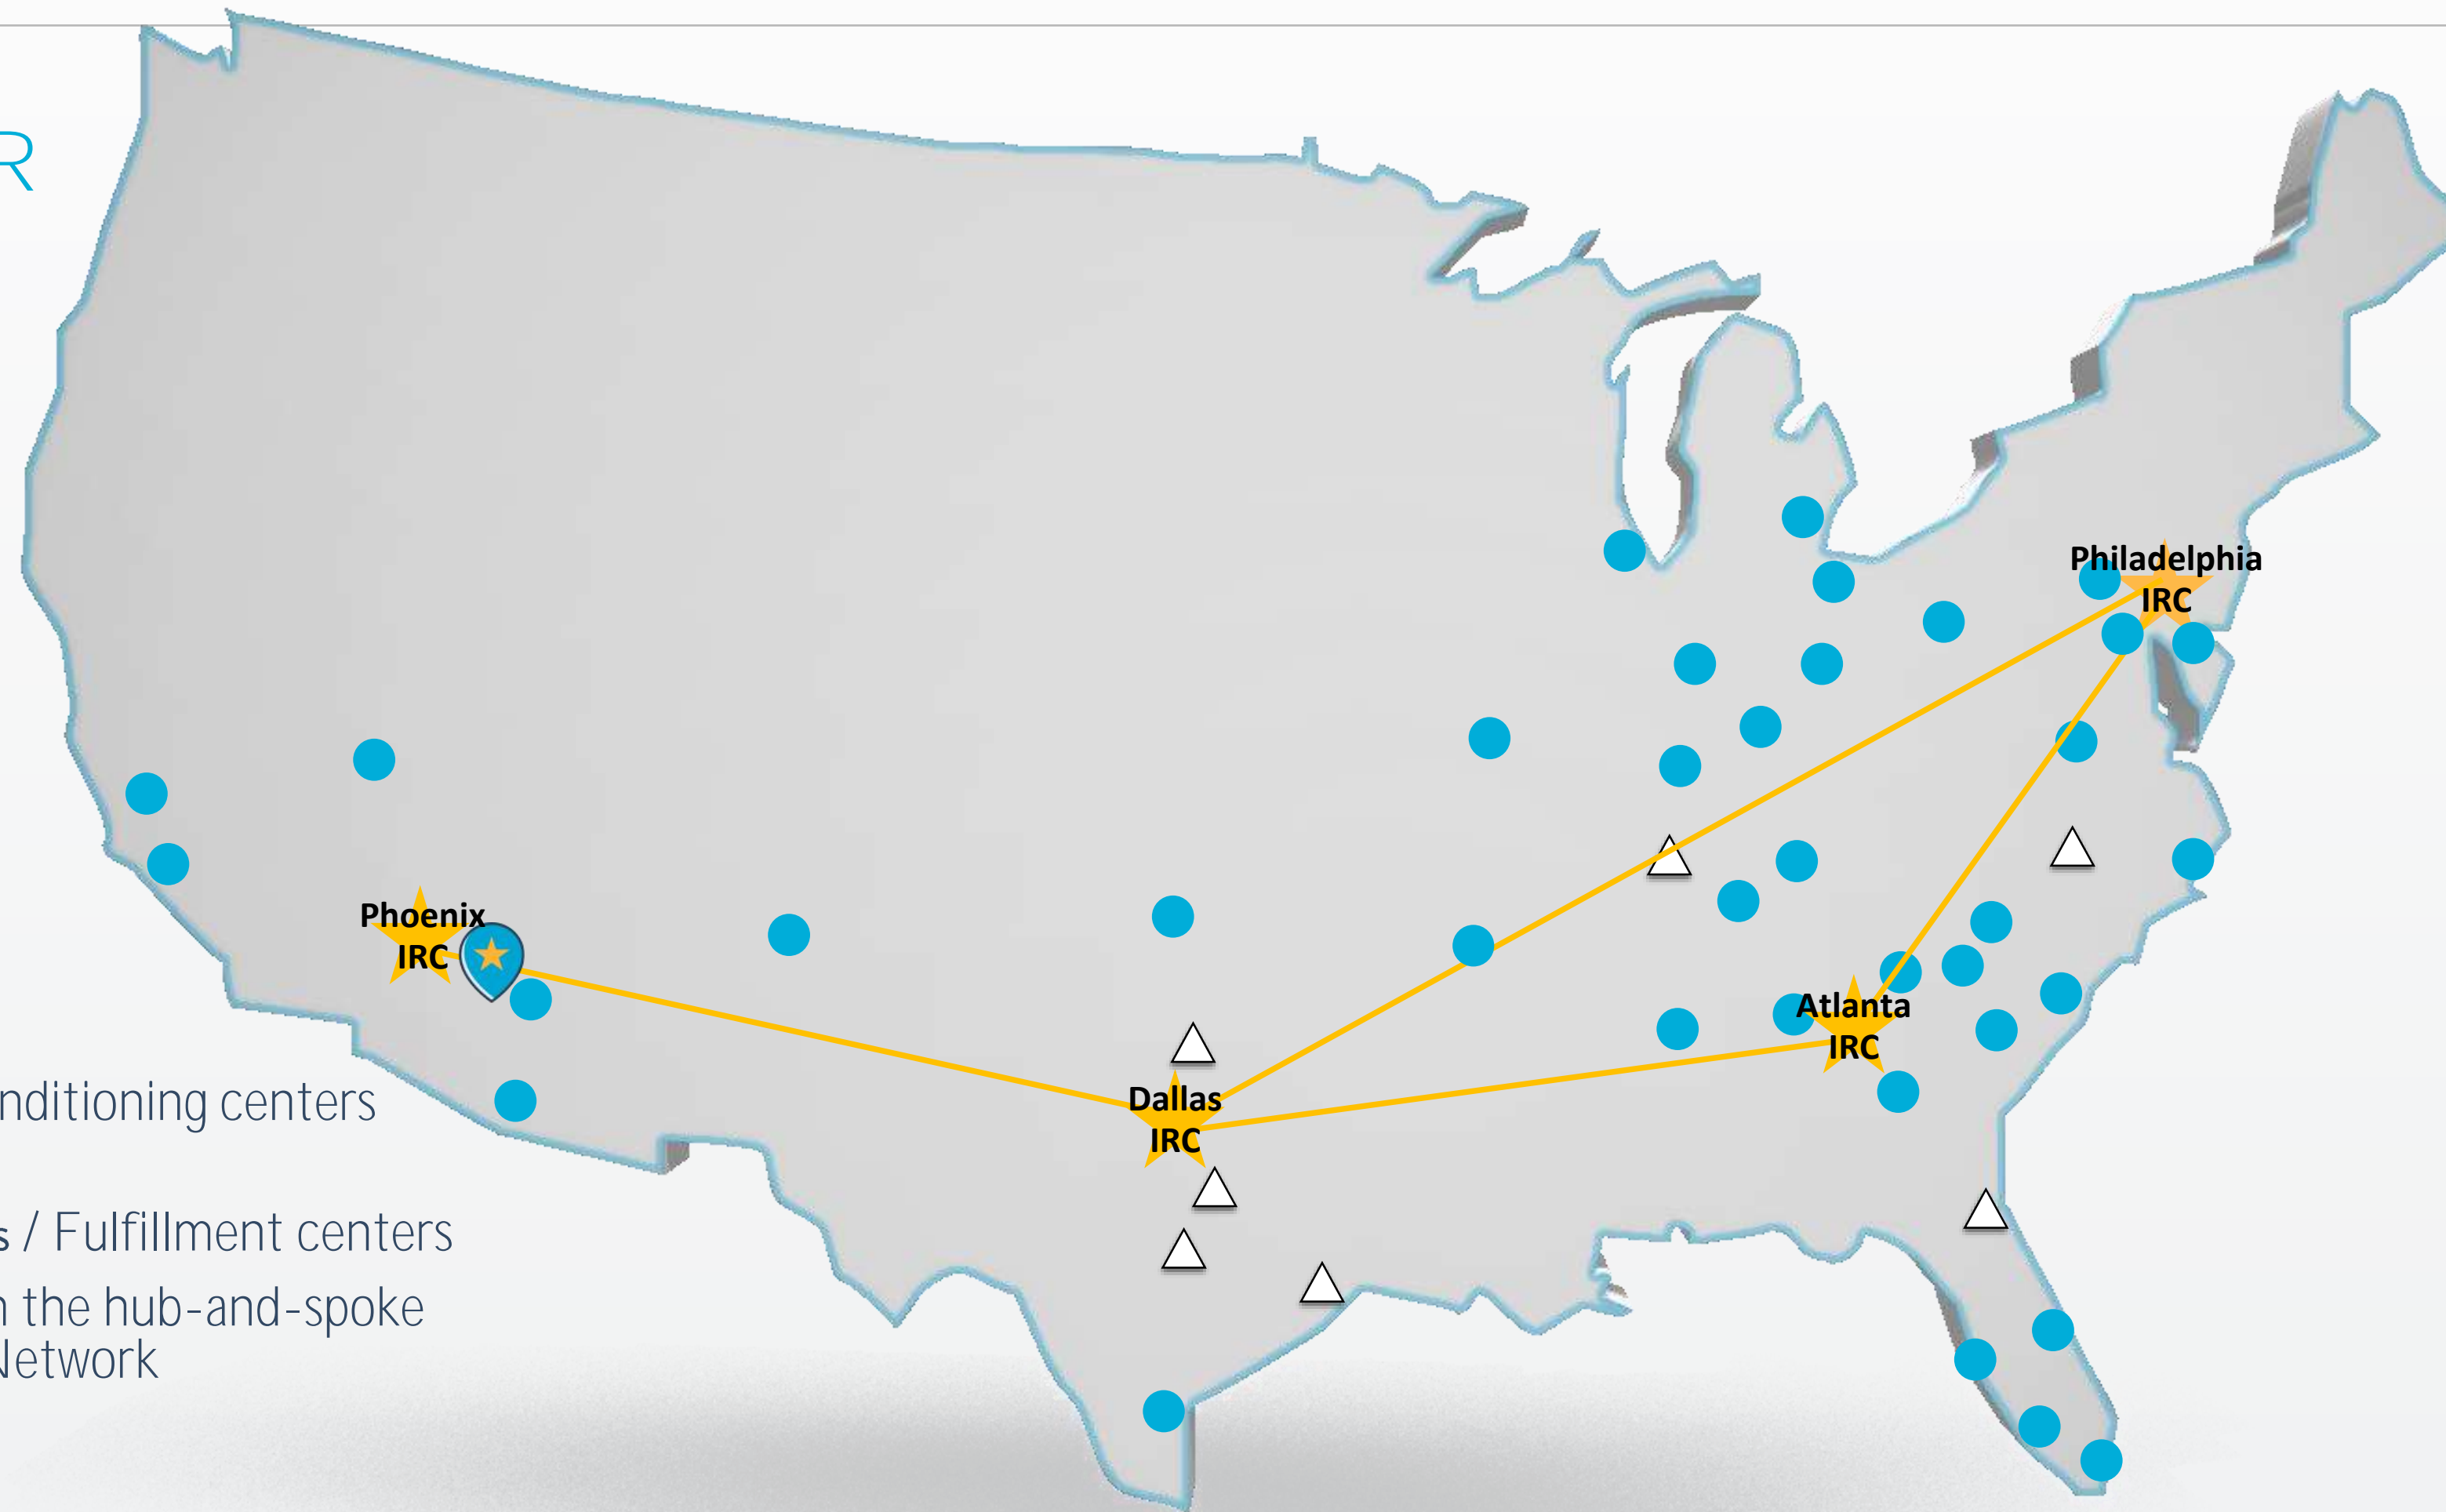 R
Philadelphia
IRC
Phoenix
IRC
Atlanta
IRC
Dallas
IRC
nditioning centers
s / Fulfillment centers
n the hub-and-spoke
Network